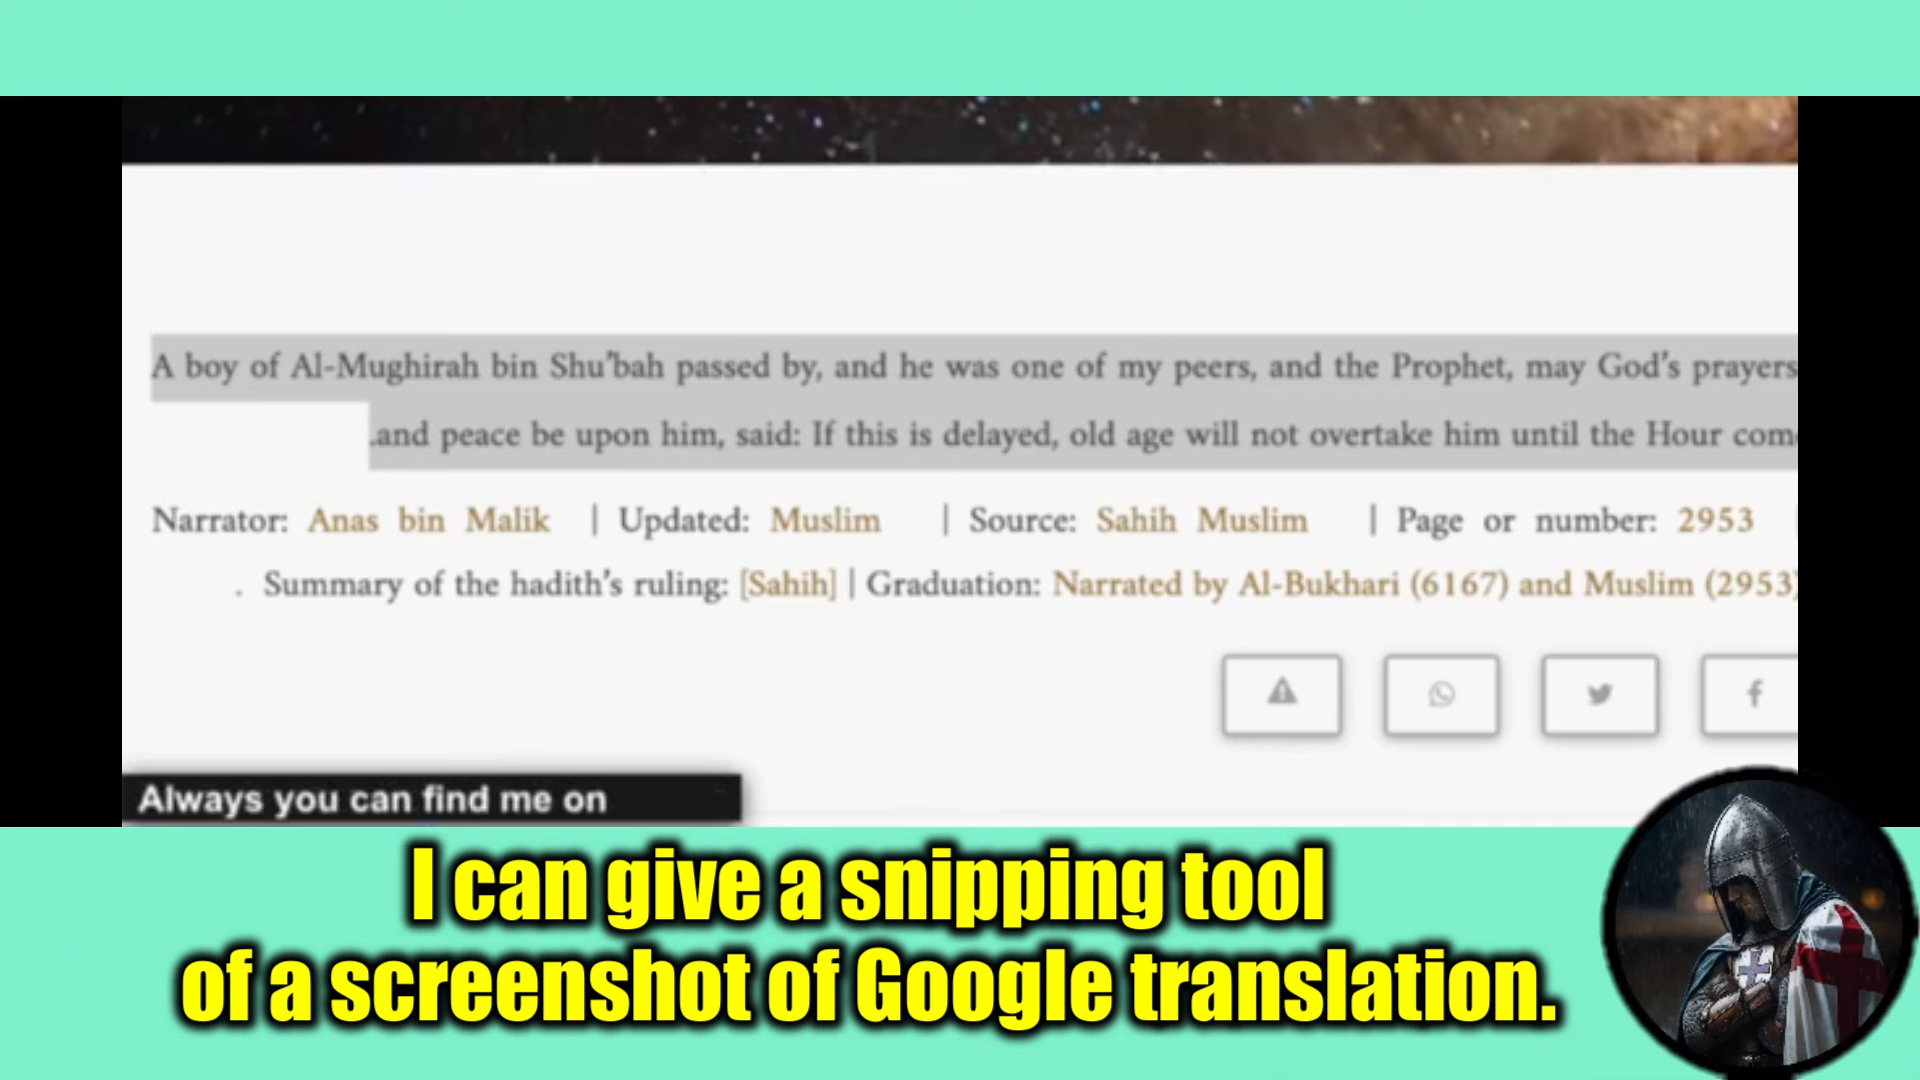 A boy of Al-Mughirah bin Shu'bah passed by, and he was one of my peers, and the Prophet, may God's prayers
.and peace be upon him, said: If this is delayed, old age will not overtake him until the Hour com
Narrator: Anas bin Malik | Updated: Muslim | Source: Sahih Muslim | Page or number: 2953
. Summary of the hadith's ruling: [Sahih] | Graduation: Narrated by Al-Bukhari (6167) and Muslim (2953)
Always you can find me on
I can give a snipping tool
of a screenshot of Google translation.